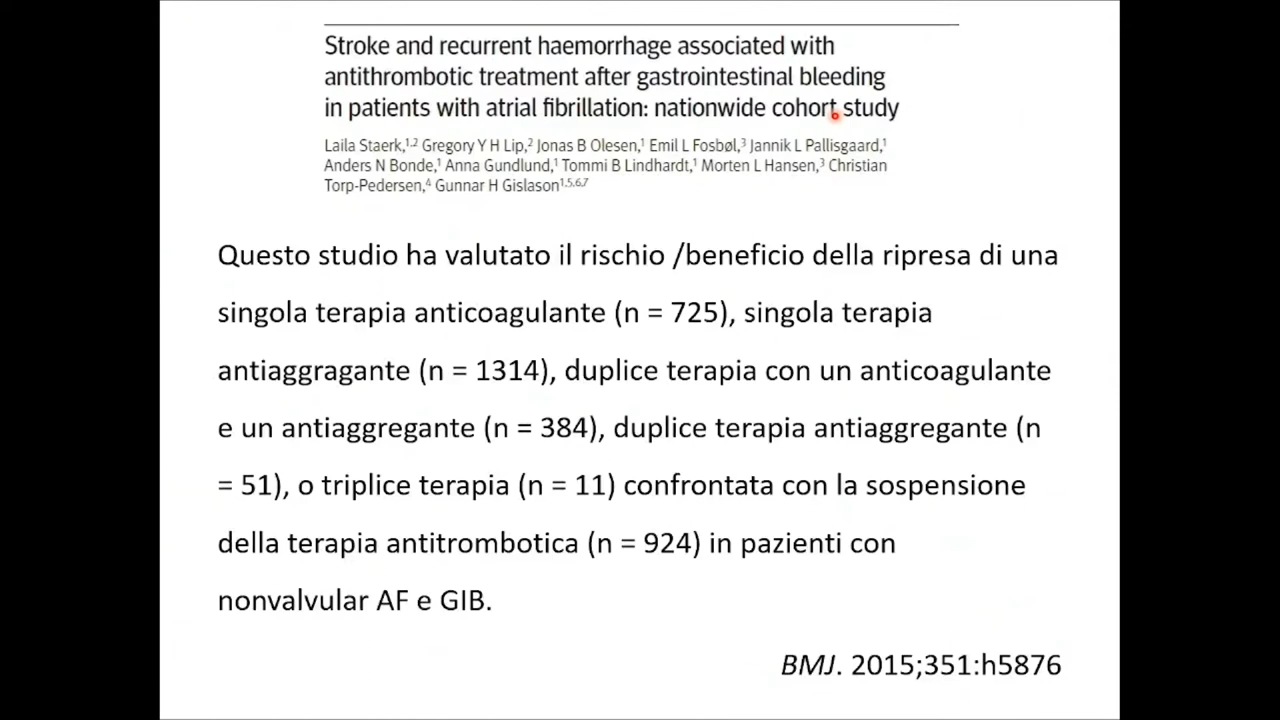 Stroke and recurrent haemorrhage associated with
antithrombotic treatment after gastrointestinal bleeding
in patients with atrial fibrillation: nationwide cohort study
Laila Staerk,1,2 Gregory Y H Lip,2 Jonas B Olesen,1 Emil L Fosbøl,3 Jannik L Pallisgaard,1
Anders N Bonde,1 Anna Gundlund,1 Tommi B Lindhardt,1 Morten L Hansen,3 Christian
Torp-Pedersen,4 Gunnar H Gislason1,5,6,7
Questo studio ha valutato il rischio /beneficio della ripresa di una
singola terapia anticoagulante (n = 725), singola terapia
antiaggragante (n = 1314), duplice terapia con un anticoagulante
e un antiaggregante (n = 384), duplice terapia antiaggregante (n
= 51), o triplice terapia (n = 11) confrontata con la sospensione
della terapia antitrombotica (n = 924) in pazienti con
nonvalvular AF e GIB.
BMJ. 2015;351:h5876